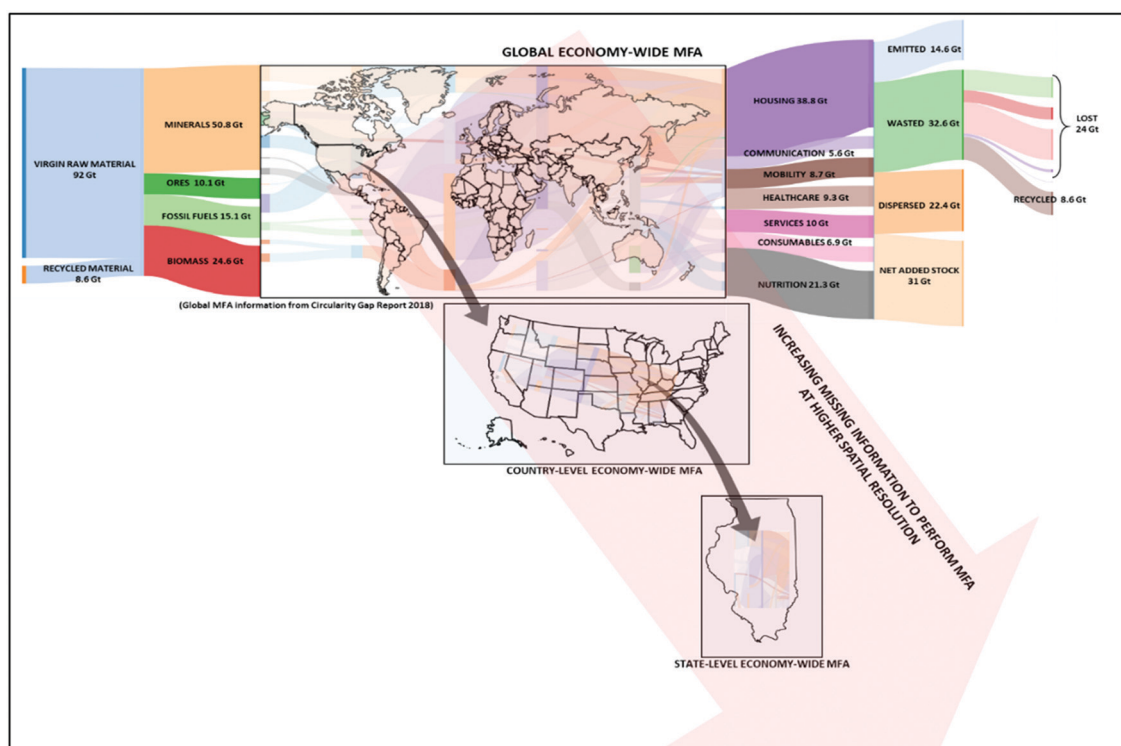 GLOBAL ECONOMY-WIDE MFA
VIRGIN RAW MATERIAL
92 Gt
RECYCLED MATERIAL
8.6 Gt
MINERALS 50.8 Gt
ORES 10.1 Gt
FOSSIL FUELS 15.1 Gt
BIOMASS 24.6 Gt
(Global MFA information from Circularity Gap Report 2018)
HOUSING 38.8 Gt
COMMUNICATION 5.6 Gt
MOBILITY 8.7 Gt
HEALTHCARE 9.3 Gt
SERVICES 10 Gt
CONSUMABLES 6.9 Gt
NUTRITION 21.3 Gt
EMITTED 14.6 Gt
WASTED 32.6 Gt
DISPERSED 22.4 Gt
NET ADDED STOCK
31 Gt
LOST
24 Gt
RECYCLED 8.6 Gt
COUNTRY-LEVEL ECONOMY-WIDE MFA
INCREASING MISSING INFORMATION TO PERFORM MFA
AT HIGHER SPATIAL RESOLUTION
STATE-LEVEL ECONOMY-WIDE MFA